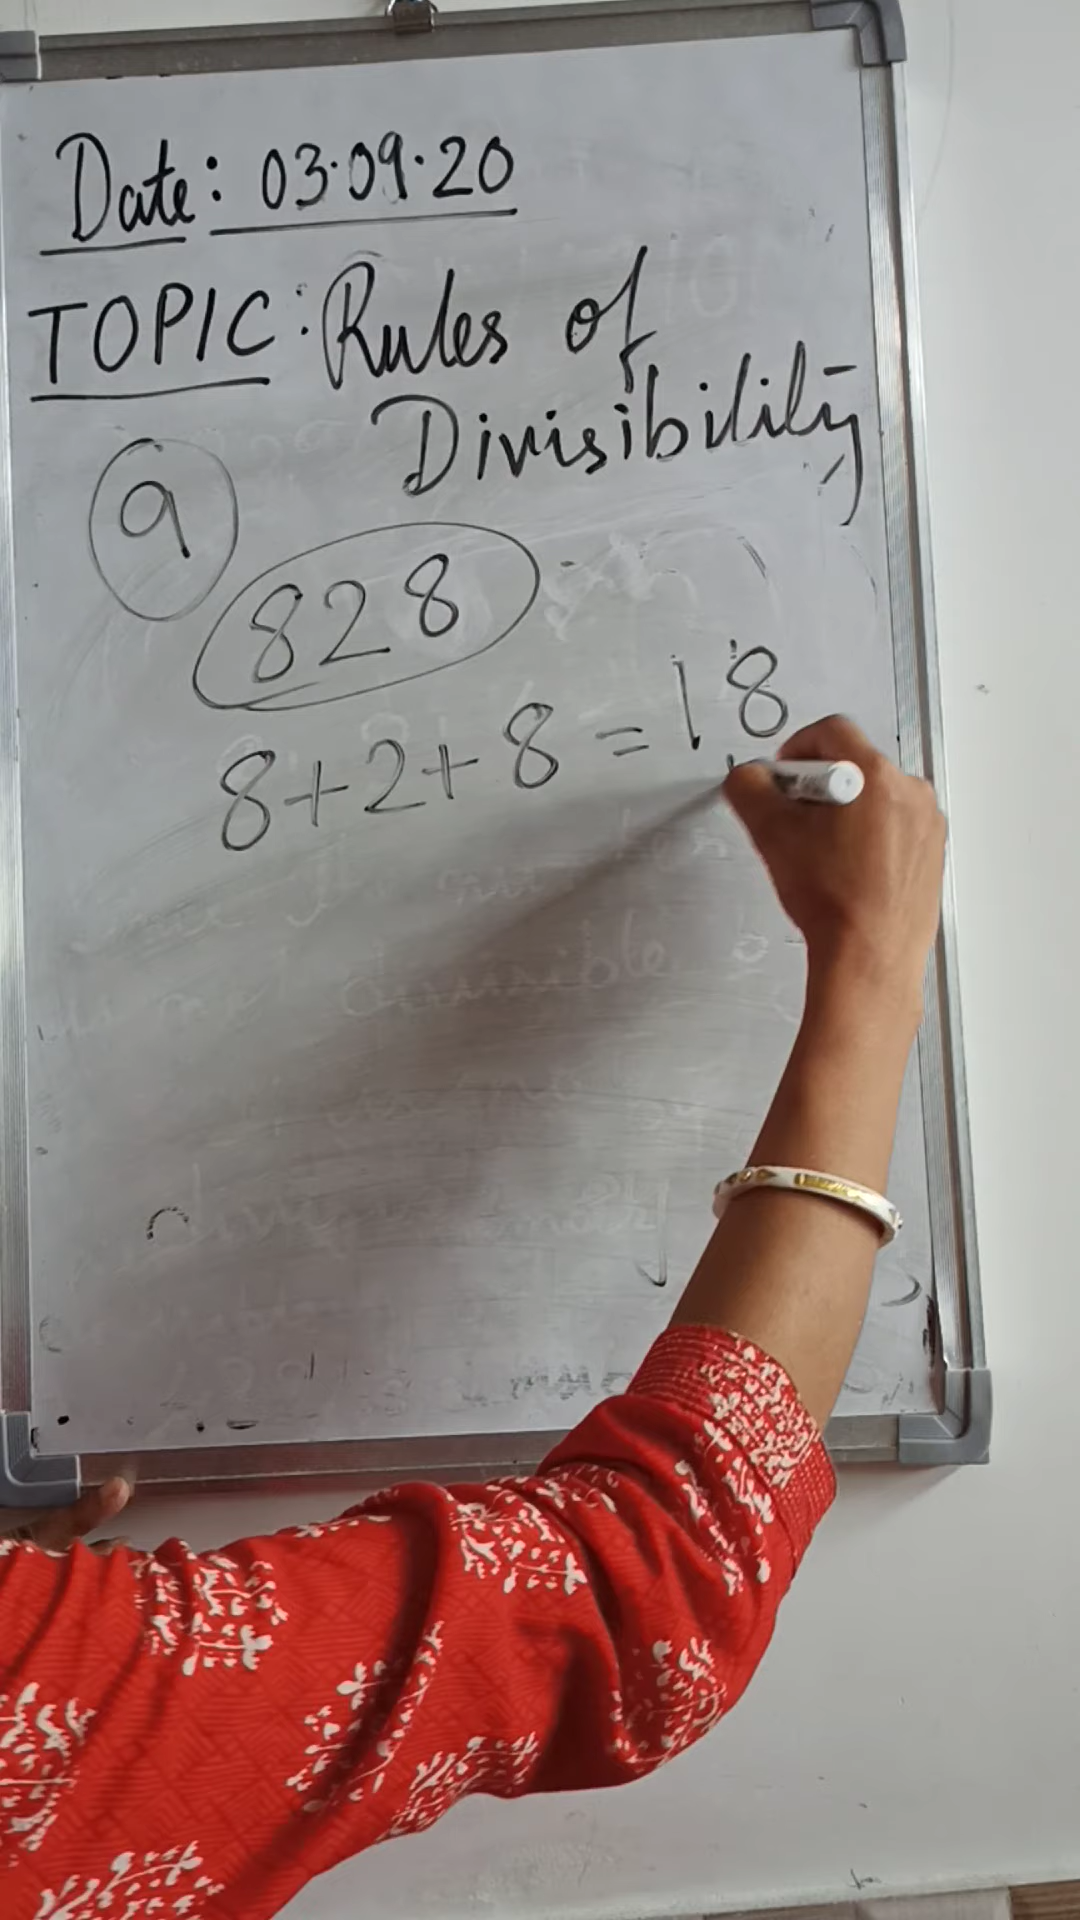 Date: 03.09.20
TOPIC: Rules of
Divisibility
9
828
8+2+8 = 18